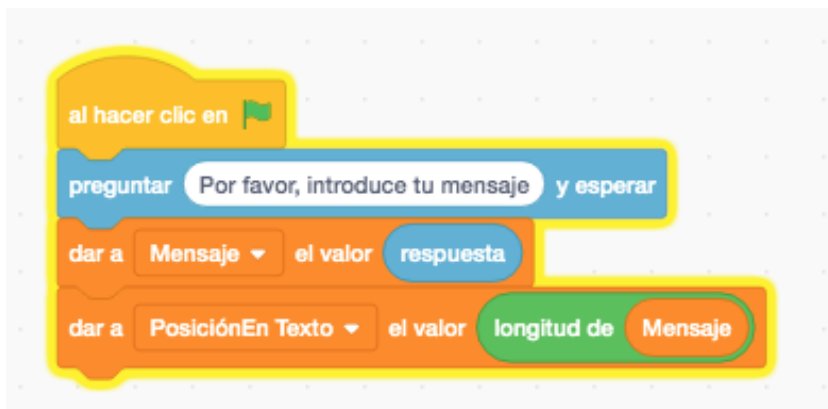 al hacer clic en
preguntar Por favor, introduce tu mensaje y esperar
dar a Mensaje el valor respuesta
dar a PosiciónEn Texto el valor longitud de Mensaje